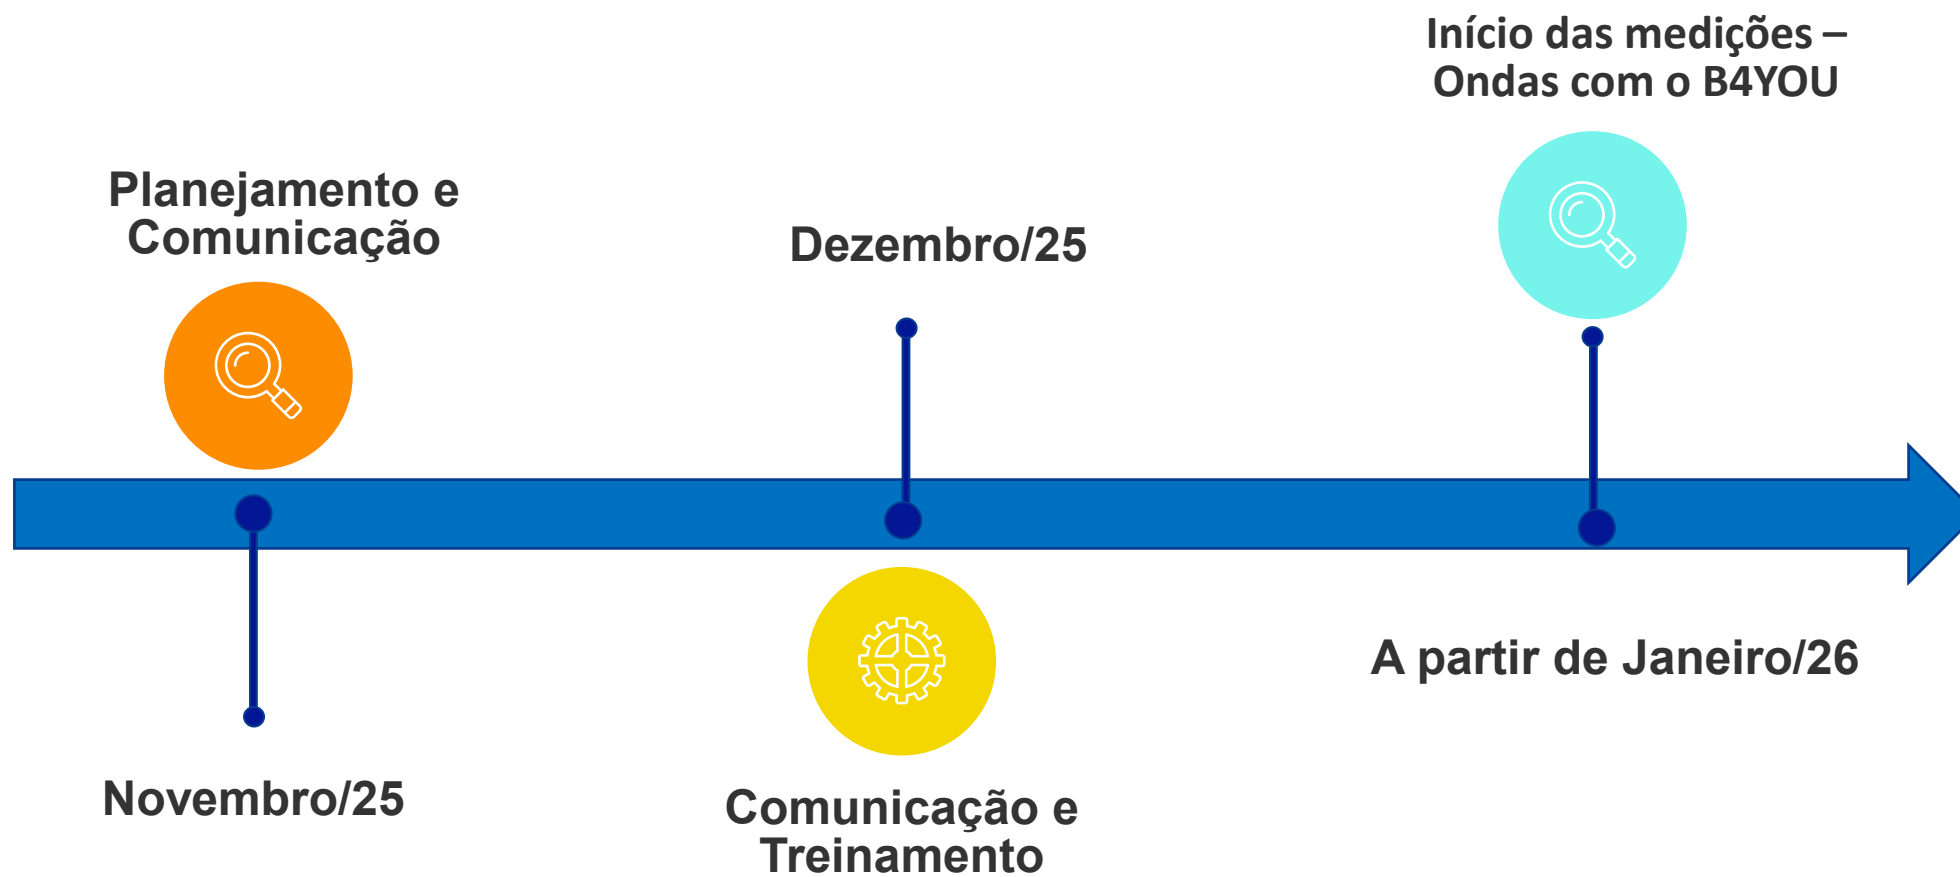 Início das medições –
Ondas com o B4YOU
Planejamento e
Comunicação
Dezembro/25
A partir de Janeiro/26
Novembro/25
Comunicação e
Treinamento